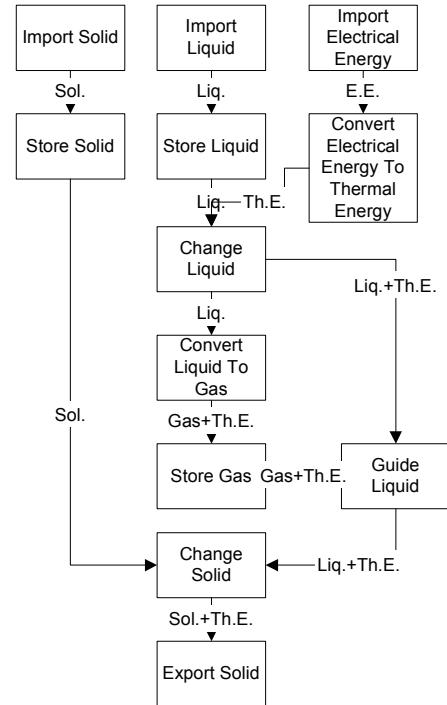 Import Solid
Import
Liquid
Import
Electrical
Energy
Sol.
Liq.
E.E.
Store Solid
Store Liquid
Convert
Electrical
Energy To
Thermal
Energy
Liq.
Th.E.
Change
Liquid
Liq.+Th.E.
Liq.
Convert
Liquid To
Gas
Sol.
Gas+Th.E.
Store Gas
Gas+Th.E.
Guide
Liquid
Change
Solid
Liq.+Th.E.
Sol.+Th.E.
Export Solid